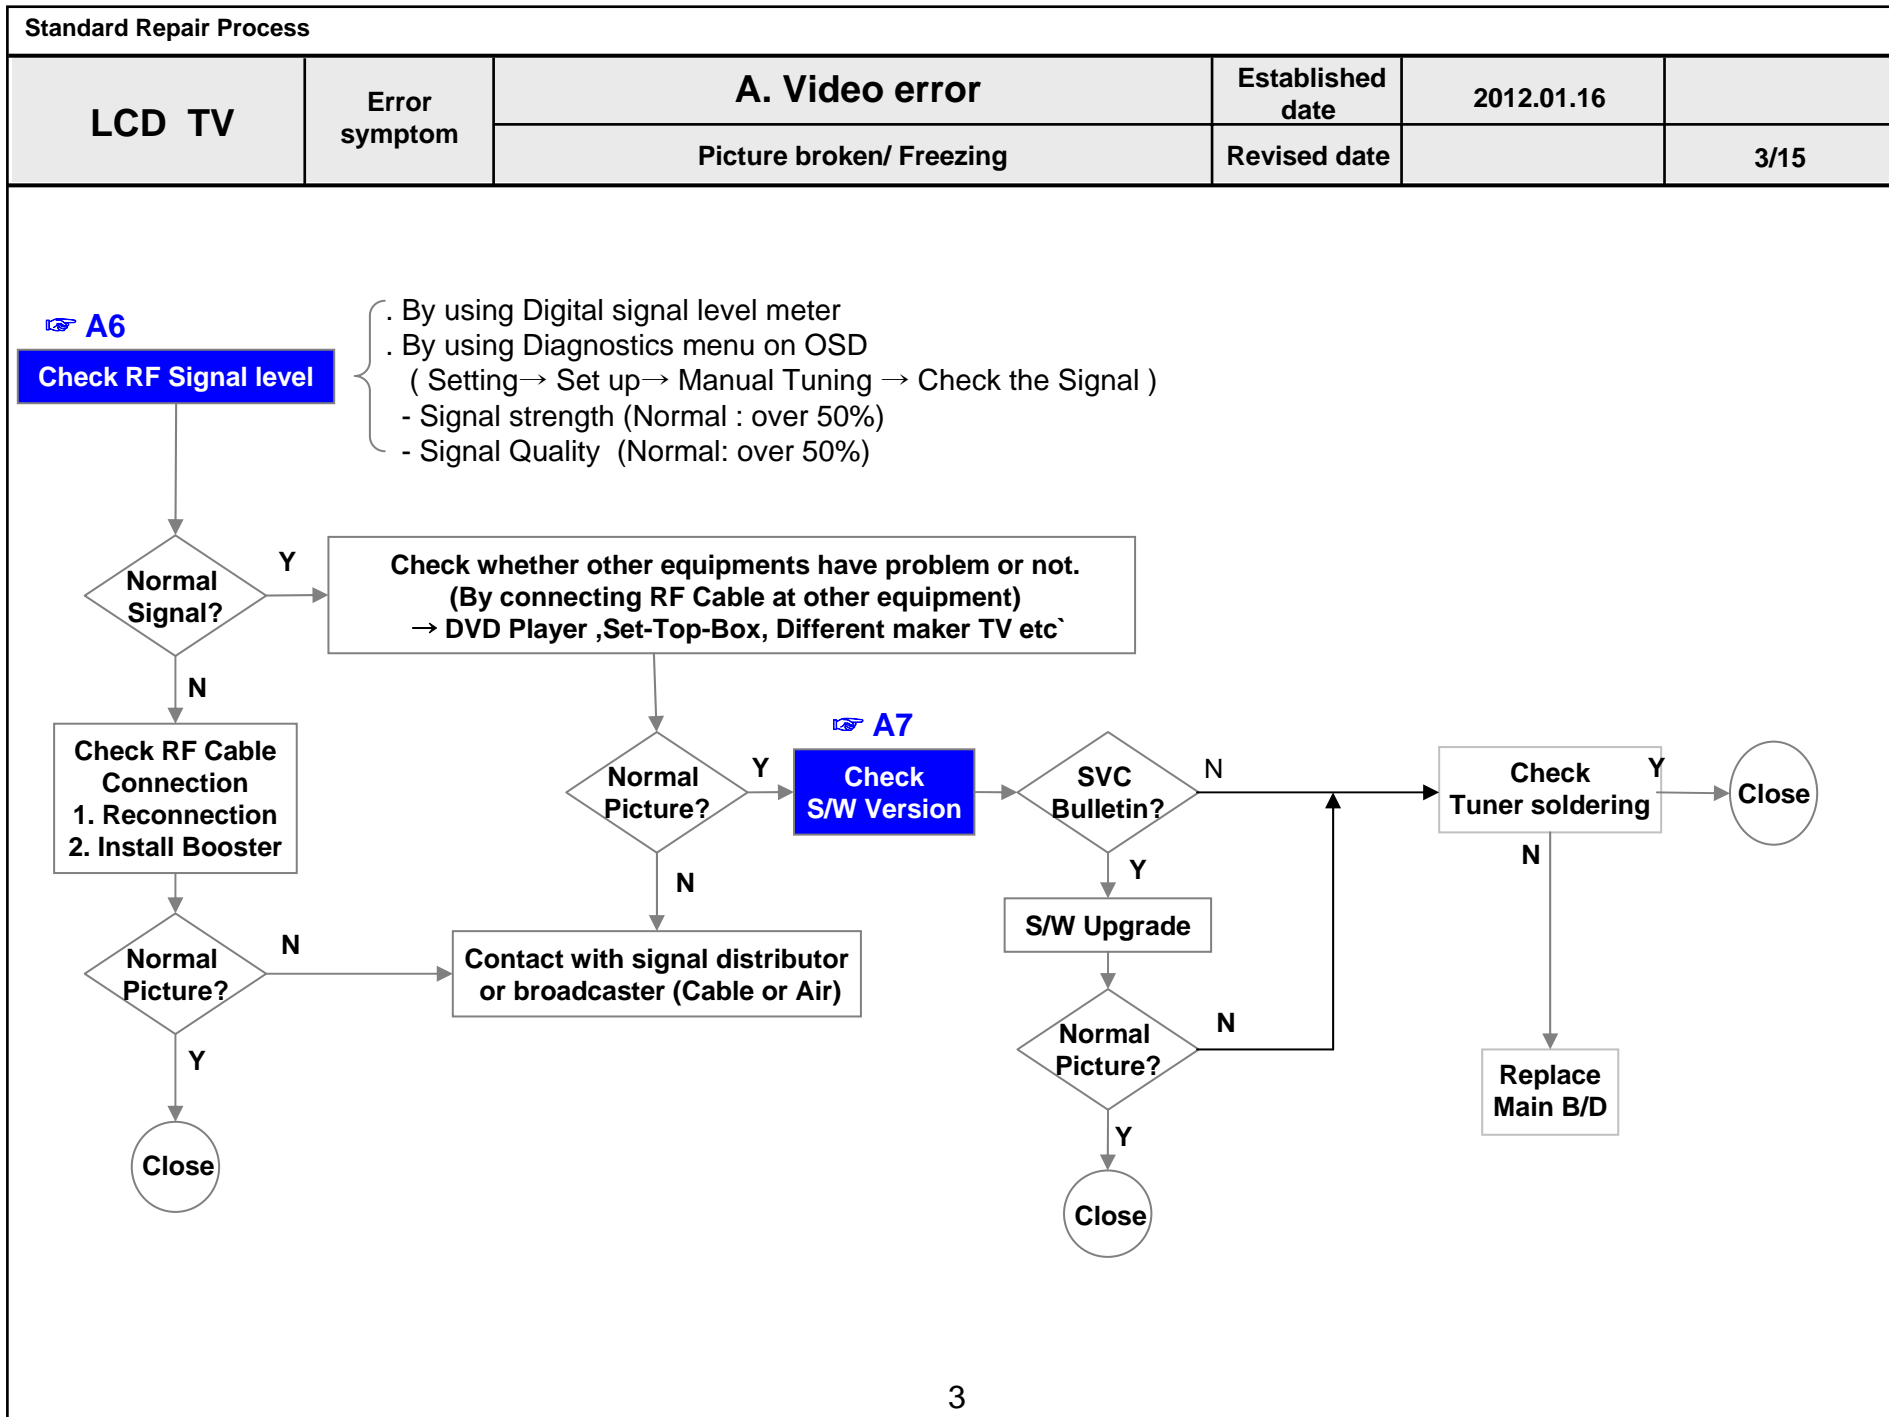 Standard Repair Process
LCD TV
Error
symptom
A. Video error
Established
date
2012.01.16
Picture broken/ Freezing
Revised date
3/15
☞ A6
Check RF Signal level
. By using Digital signal level meter
. By using Diagnostics menu on OSD
( Setting→ Set up→ Manual Tuning → Check the Signal )
- Signal strength (Normal : over 50%)
- Signal Quality (Normal: over 50%)
Normal
Signal?
Y
Check whether other equipments have problem or not.
(By connecting RF Cable at other equipment)
→ DVD Player ,Set-Top-Box, Different maker TV etc`
N
Check RF Cable
Connection
1. Reconnection
2. Install Booster
Normal
Picture?
Y
☞ A7
Check
S/W Version
SVC
Bulletin?
N
Check
Tuner soldering
Y
Close
N
Y
N
S/W Upgrade
Normal
Picture?
N
Contact with signal distributor
or broadcaster (Cable or Air)
Normal
Picture?
N
Replace
Main B/D
Y
Close
Y
Close
3